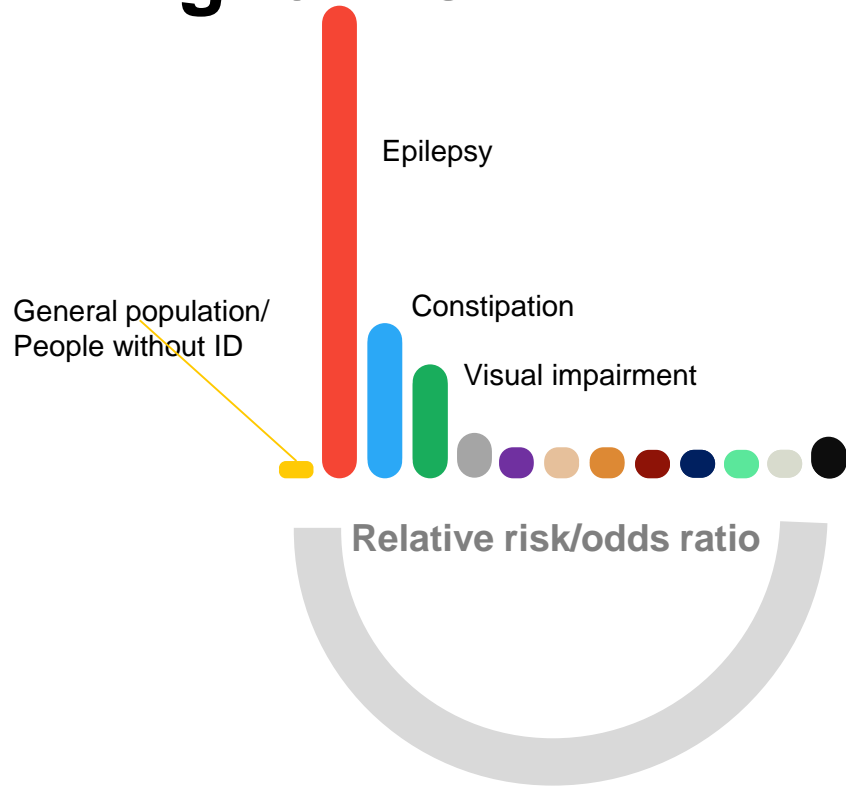 Epilepsy
Constipation
General population/
People without ID
Visual impairment
Relative risk/odds ratio